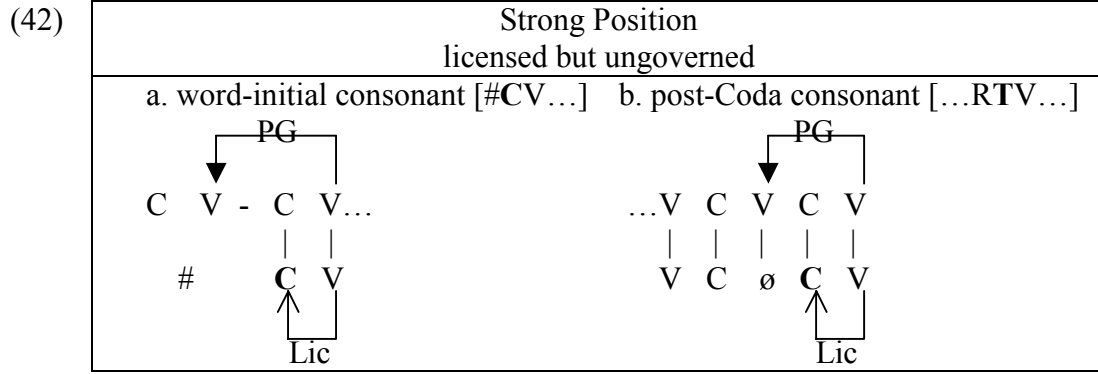 (42) Strong Position
licensed but ungoverned
a. word-initial consonant [#CV…] b. post-Coda consonant […RTV…]
PG PG
C V - C V… …V C V C V
| | | | | | |
# C V V C ø C V
Lic Lic